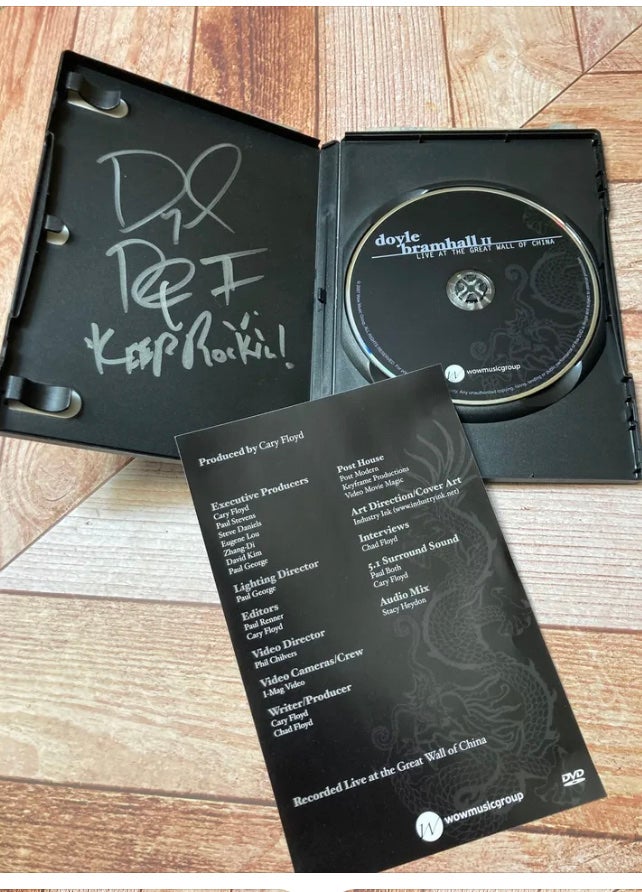 Doyl
Keep Rockin!
doyle
bramhall II
LIVE AT THE GREAT WALL OF CHINA
wowmusicgroup
Produced by Cary Floyd
Executive Producers
Cary Floyd
Paul Stevens
Steve Daniels
Eugene Lou
Zhang-Di
David Kim
Paul George
Lighting Director
Paul George
Editors
Paul Renner
Cary Floyd
Video Director
Phil Chilvers
Video Cameras/Crew
I-Mag Video
Writer/Producer
Cary Floyd
Chad Floyd
Post House
Post Modern
Keyframe Productions
Video Movie Magic
Art Direction/Cover Art
Industry Ink (www.industryink.net)
Interviews
Chad Floyd
5.1 Surround Sound
Paul Both
Cary Floyd
Audio Mix
Stacy Heydon
Recorded Live at the Great Wall of China
wowmusicgroup
DVD